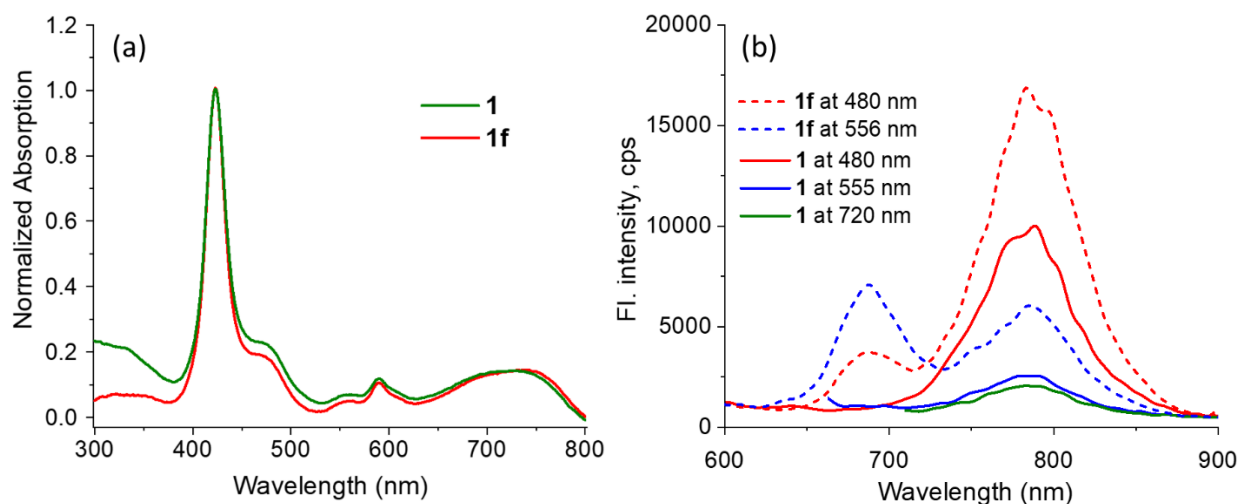 (a)
1
1f
Normalized Absorption
1.2
1.0
0.8
0.6
0.4
0.2
0.0
300 400 500 600 700 800
Wavelength (nm)
(b)
1f at 480 nm
1f at 556 nm
1 at 480 nm
1 at 555 nm
1 at 720 nm
Fl. intensity, cps
20000
15000
10000
5000
0
600 700 800 900
Wavelength (nm)